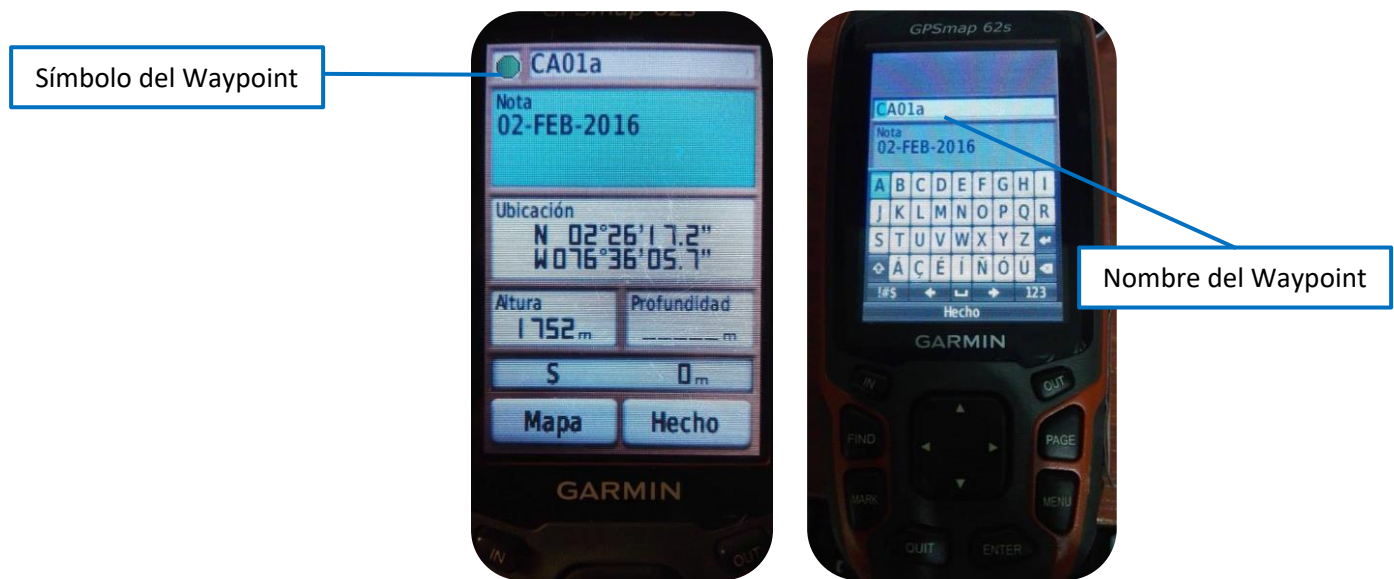 Símbolo del Waypoint
GPSmap 62s
CA01a
Nota
02-FEB-2016
Ubicación
N 02°26'17.2"
W076°36'05.7"
Altura
1752m
Profundidad
_____m
S 0m
Mapa Hecho
GARMIN
IN OUT
GPSmap 62s
CA01a
Nota
02-FEB-2016
A B C D E F G H I
J K L M N O P Q R
S T U V W X Y Z
Á Ç É Í Ñ Ó Ú
!#$ 123
Hecho
GARMIN
IN OUT
FIND PAGE
MARK MENU
QUIT ENTER
Nombre del Waypoint